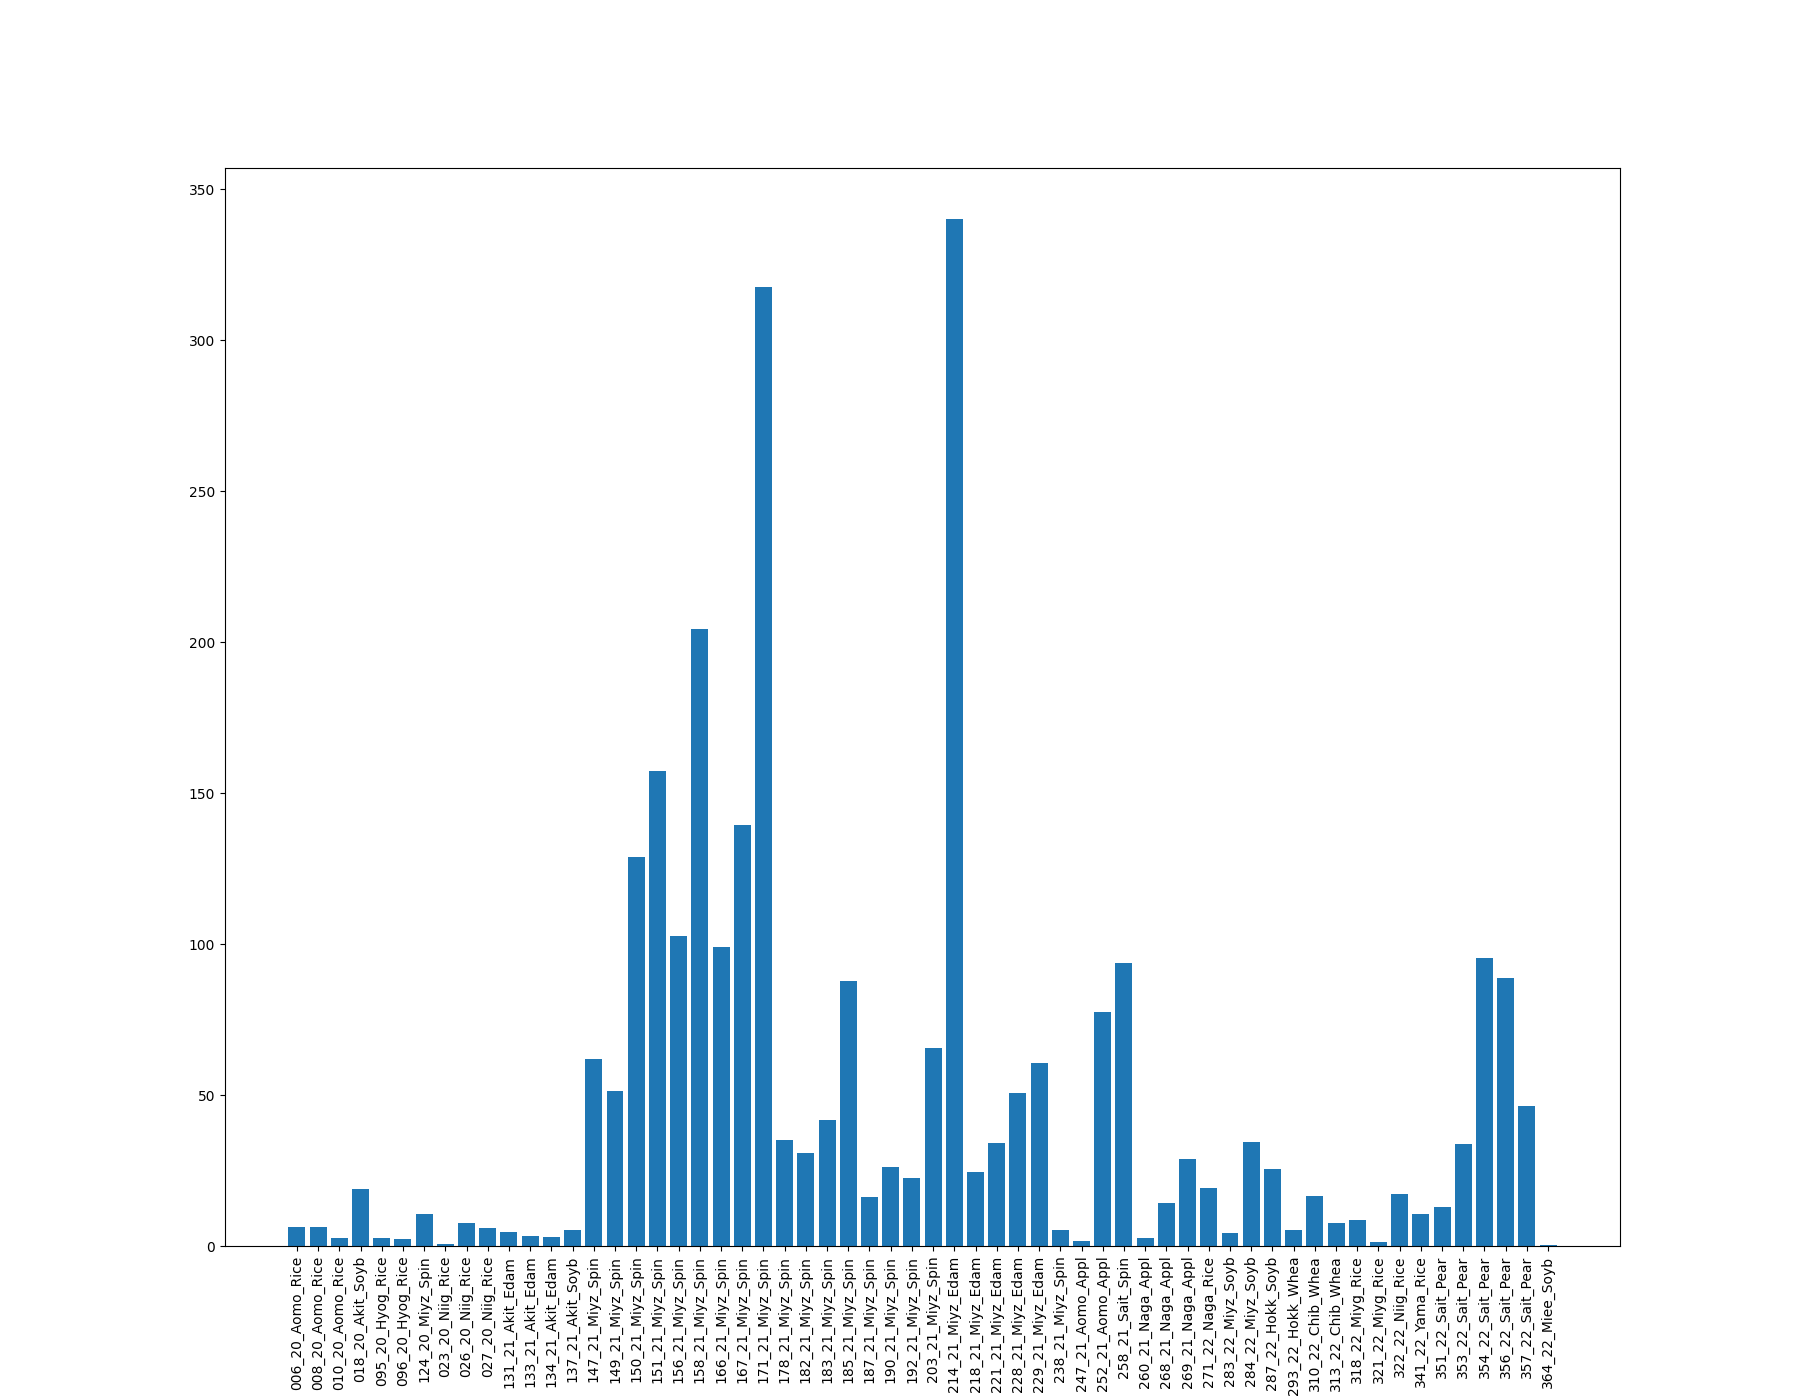 350
300
250
200
150
100
50
0
006_20_Aomo_Rice
008_20_Aomo_Rice
010_20_Aomo_Rice
018_20_Akit_Soyb
095_20_Hyog_Rice
096_20_Hyog_Rice
124_20_Miyz_Spin
023_20_Niig_Rice
026_20_Niig_Rice
027_20_Niig_Rice
131_21_Akit_Edam
133_21_Akit_Edam
134_21_Akit_Edam
137_21_Akit_Soyb
147_21_Miyz_Spin
149_21_Miyz_Spin
150_21_Miyz_Spin
151_21_Miyz_Spin
156_21_Miyz_Spin
158_21_Miyz_Spin
166_21_Miyz_Spin
167_21_Miyz_Spin
171_21_Miyz_Spin
178_21_Miyz_Spin
182_21_Miyz_Spin
183_21_Miyz_Spin
185_21_Miyz_Spin
187_21_Miyz_Spin
190_21_Miyz_Spin
192_21_Miyz_Spin
203_21_Miyz_Spin
214_21_Miyz_Edam
218_21_Miyz_Edam
221_21_Miyz_Edam
228_21_Miyz_Edam
229_21_Miyz_Edam
238_21_Miyz_Spin
247_21_Aomo_Appl
252_21_Aomo_Appl
258_21_Sait_Spin
260_21_Naga_Appl
268_21_Naga_Appl
269_21_Naga_Appl
271_22_Naga_Rice
283_22_Miyz_Soyb
284_22_Miyz_Soyb
287_22_Hokk_Soyb
293_22_Hokk_Whea
310_22_Chib_Whea
313_22_Chib_Whea
318_22_Miyg_Rice
321_22_Miyg_Rice
322_22_Niig_Rice
341_22_Yama_Rice
351_22_Sait_Pear
353_22_Sait_Pear
354_22_Sait_Pear
356_22_Sait_Pear
357_22_Sait_Pear
364_22_Miee_Soyb